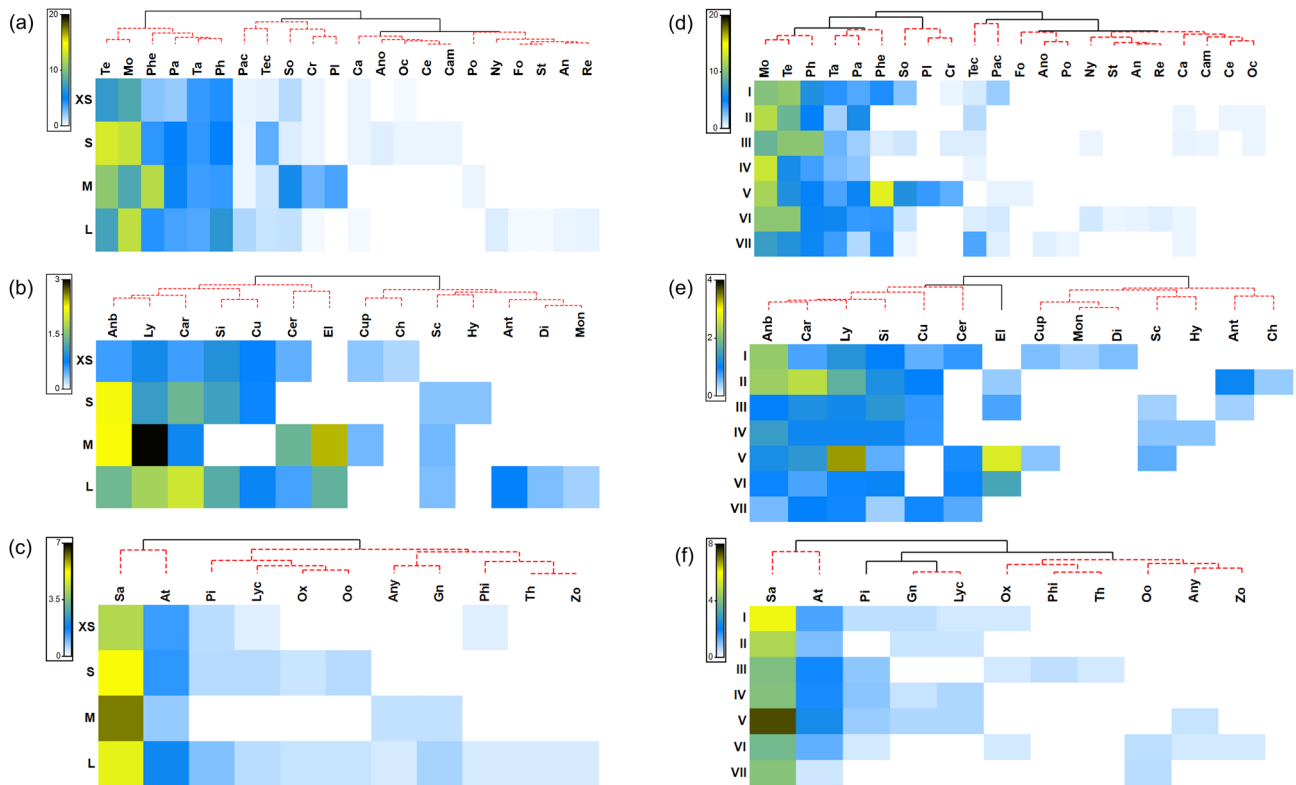 (a)
20
10
0
Te Mo Phe Pa Ta Ph Pac Tec So Cr Pl Ca Ano Oc Ce Cam Po Ny Fo St An Re
XS
S
M
L
(b)
3
1.5
0
Anb Ly Car Si Cu Cer El Cup Ch Sc Hy Ant Di Mon
XS
S
M
L
(c)
7
3.5
0
Sa At Pi Lyc Ox Oo Any Gn Phi Th Zo
XS
S
M
L
(d)
20
10
0
Mo Te Ph Ta Pa Phe So Pl Cr Tec Pac Fo Ano Po Ny St An Re Ca Cam Ce Oc
I
II
III
IV
V
VI
VII
(e)
4
2
0
Anb Car Ly Si Cu Cer El Cup Mon Di Sc Hy Ant Ch
I
II
III
IV
V
VI
VII
(f)
8
4
0
Sa At Pi Gn Lyc Ox Phi Th Oo Any Zo
I
II
III
IV
V
VI
VII